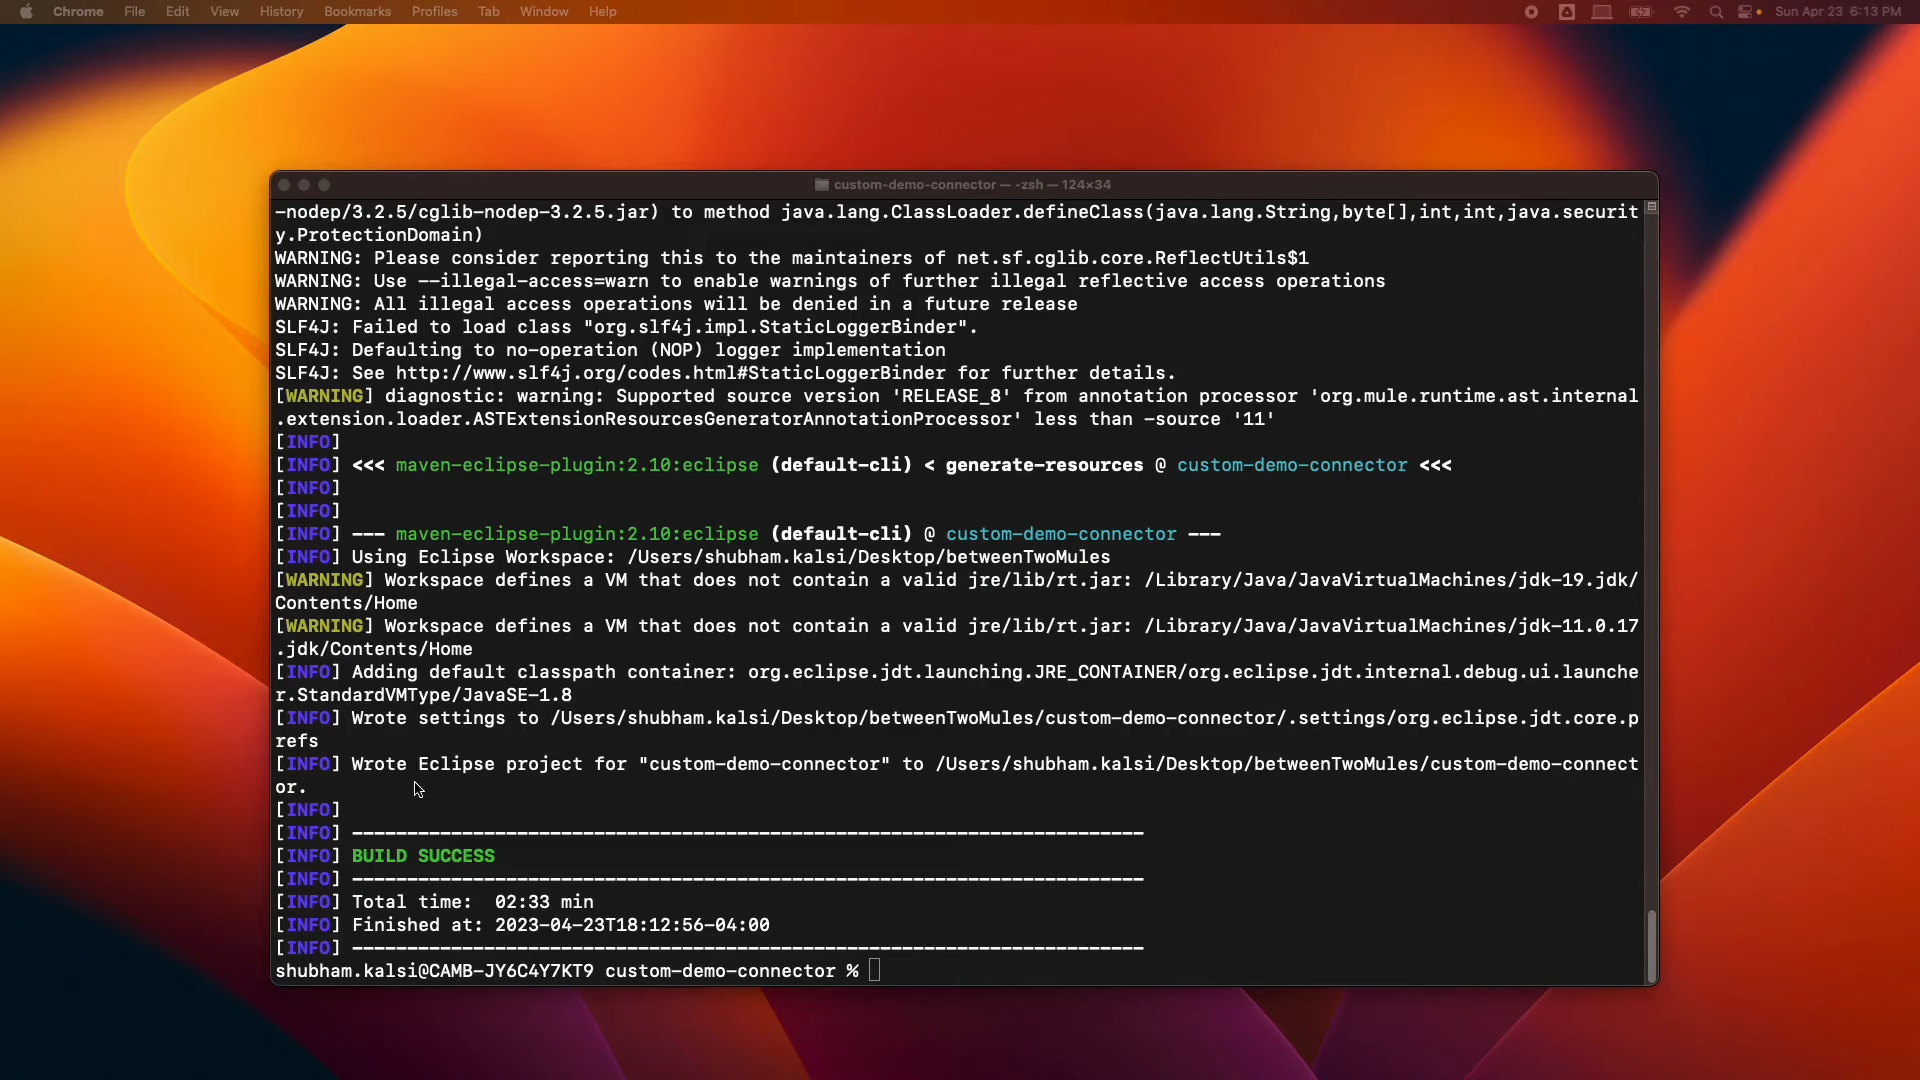 Chrome File Edit View History Bookmarks Profiles Tab Window Help Sun Apr 23 6:13 PM
custom-demo-connector — -zsh — 124×34
-nodep/3.2.5/cglib-nodep-3.2.5.jar) to method java.lang.ClassLoader.defineClass(java.lang.String,byte[],int,int,java.securit
y.ProtectionDomain)
WARNING: Please consider reporting this to the maintainers of net.sf.cglib.core.ReflectUtils$1
WARNING: Use --illegal-access=warn to enable warnings of further illegal reflective access operations
WARNING: All illegal access operations will be denied in a future release
SLF4J: Failed to load class "org.slf4j.impl.StaticLoggerBinder".
SLF4J: Defaulting to no-operation (NOP) logger implementation
SLF4J: See http://www.slf4j.org/codes.html#StaticLoggerBinder for further details.
[WARNING] diagnostic: warning: Supported source version 'RELEASE_8' from annotation processor 'org.mule.runtime.ast.internal
.extension.loader.ASTExtensionResourcesGeneratorAnnotationProcessor' less than -source '11'
[INFO]
[INFO] <<< maven-eclipse-plugin:2.10:eclipse (default-cli) < generate-resources @ custom-demo-connector <<<
[INFO]
[INFO]
[INFO] --- maven-eclipse-plugin:2.10:eclipse (default-cli) @ custom-demo-connector ---
[INFO] Using Eclipse Workspace: /Users/shubham.kalsi/Desktop/betweenTwoMules
[WARNING] Workspace defines a VM that does not contain a valid jre/lib/rt.jar: /Library/Java/JavaVirtualMachines/jdk-19.jdk/
Contents/Home
[WARNING] Workspace defines a VM that does not contain a valid jre/lib/rt.jar: /Library/Java/JavaVirtualMachines/jdk-11.0.17
.jdk/Contents/Home
[INFO] Adding default classpath container: org.eclipse.jdt.launching.JRE_CONTAINER/org.eclipse.jdt.internal.debug.ui.launche
r.StandardVMType/JavaSE-1.8
[INFO] Wrote settings to /Users/shubham.kalsi/Desktop/betweenTwoMules/custom-demo-connector/.settings/org.eclipse.jdt.core.p
refs
[INFO] Wrote Eclipse project for "custom-demo-connector" to /Users/shubham.kalsi/Desktop/betweenTwoMules/custom-demo-connect
or.
[INFO]
[INFO] ------------------------------------------------------------------------
[INFO] BUILD SUCCESS
[INFO] ------------------------------------------------------------------------
[INFO] Total time:  02:33 min
[INFO] Finished at: 2023-04-23T18:12:56-04:00
[INFO] ------------------------------------------------------------------------
shubham.kalsi@CAMB-JY6C4Y7KT9 custom-demo-connector %